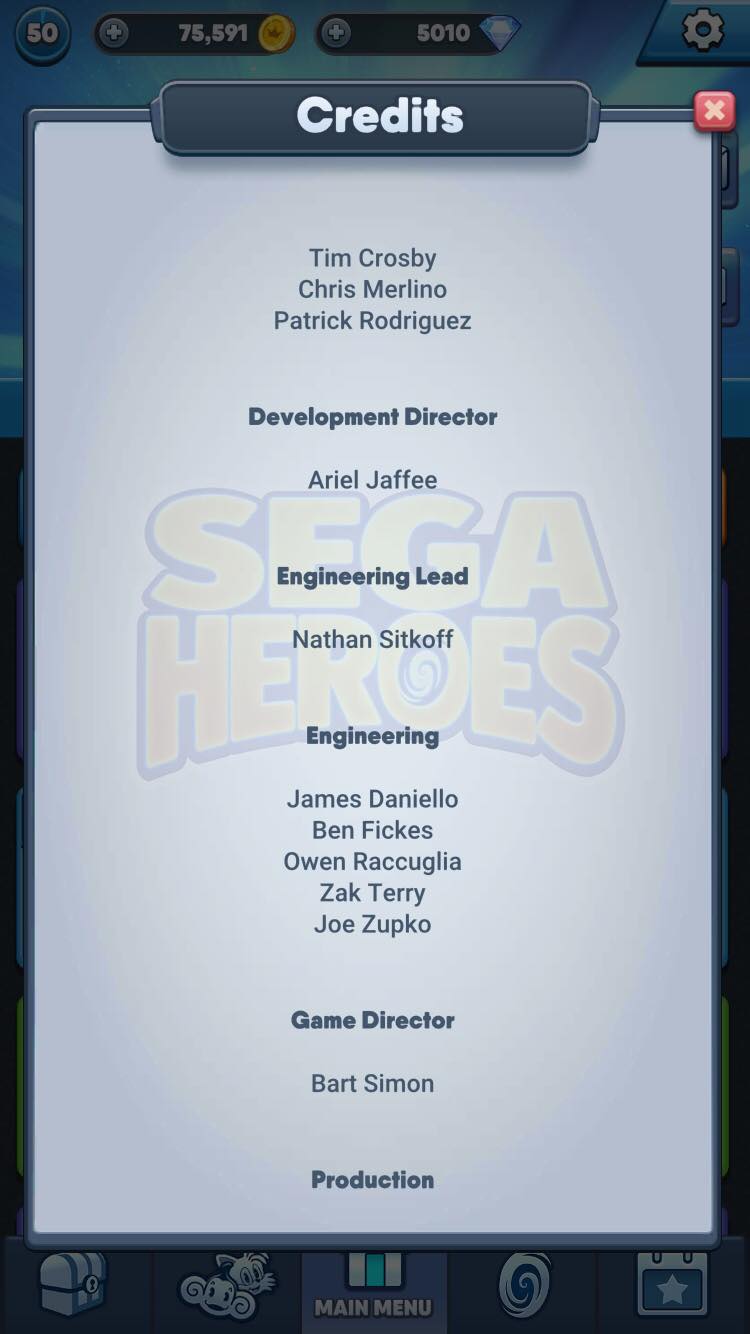 50
75,591
5010
Credits
Tim Crosby
Chris Merlino
Patrick Rodriguez
Development Director
Ariel Jaffee
SEGA
Engineering Lead
Nathan Sitkoff
HEROES
Engineering
James Daniello
Ben Fickes
Owen Raccuglia
Zak Terry
Joe Zupko
Game Director
Bart Simon
Production
MAIN MENU